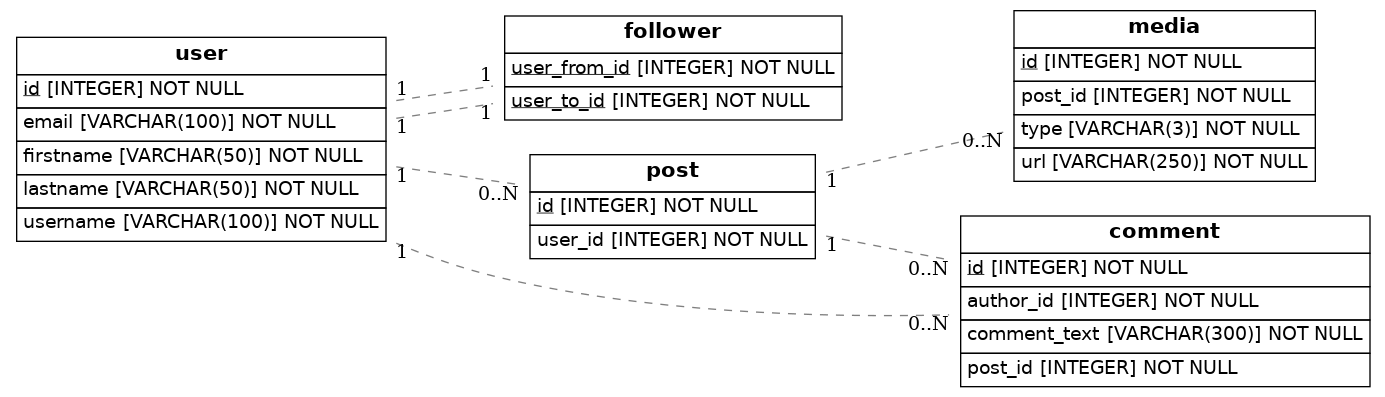 user
id [INTEGER] NOT NULL
email [VARCHAR(100)] NOT NULL
firstname [VARCHAR(50)] NOT NULL
lastname [VARCHAR(50)] NOT NULL
username [VARCHAR(100)] NOT NULL
follower
user_from_id [INTEGER] NOT NULL
user_to_id [INTEGER] NOT NULL
1
1
1
1
post
id [INTEGER] NOT NULL
user_id [INTEGER] NOT NULL
1
0..N
media
id [INTEGER] NOT NULL
post_id [INTEGER] NOT NULL
type [VARCHAR(3)] NOT NULL
url [VARCHAR(250)] NOT NULL
1
0..N
comment
id [INTEGER] NOT NULL
author_id [INTEGER] NOT NULL
comment_text [VARCHAR(300)] NOT NULL
post_id [INTEGER] NOT NULL
1
0..N
1
0..N